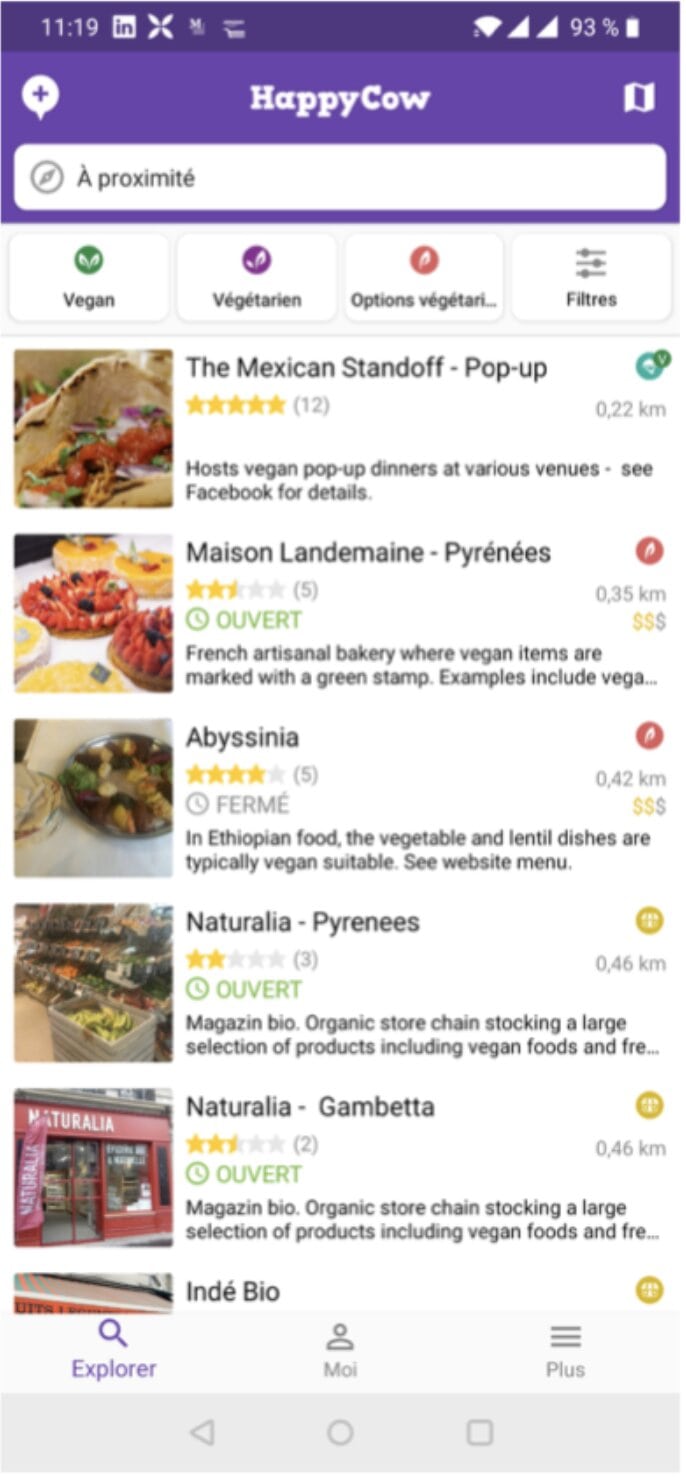 11:19 93 %
HappyCow
À proximité
Vegan Végétarien Options végétari... Filtres
The Mexican Standoff - Pop-up
(12) 0,22 km
Hosts vegan pop-up dinners at various venues - see
Facebook for details.
Maison Landemaine - Pyrénées
(5) 0,35 km
OUVERT $$$
French artisanal bakery where vegan items are
marked with a green stamp. Examples include vega...
Abyssinia
(5) 0,42 km
FERMÉ $$$
In Ethiopian food, the vegetable and lentil dishes are
typically vegan suitable. See website menu.
Naturalia - Pyrenees
(3) 0,46 km
OUVERT
Magazin bio. Organic store chain stocking a large
selection of products including vegan foods and fre...
Naturalia - Gambetta
NATURALIA
NATURALIA
(2) 0,46 km
OUVERT
Magazin bio. Organic store chain stocking a large
selection of products including vegan foods and fre...
Indé Bio
Explorer Moi Plus